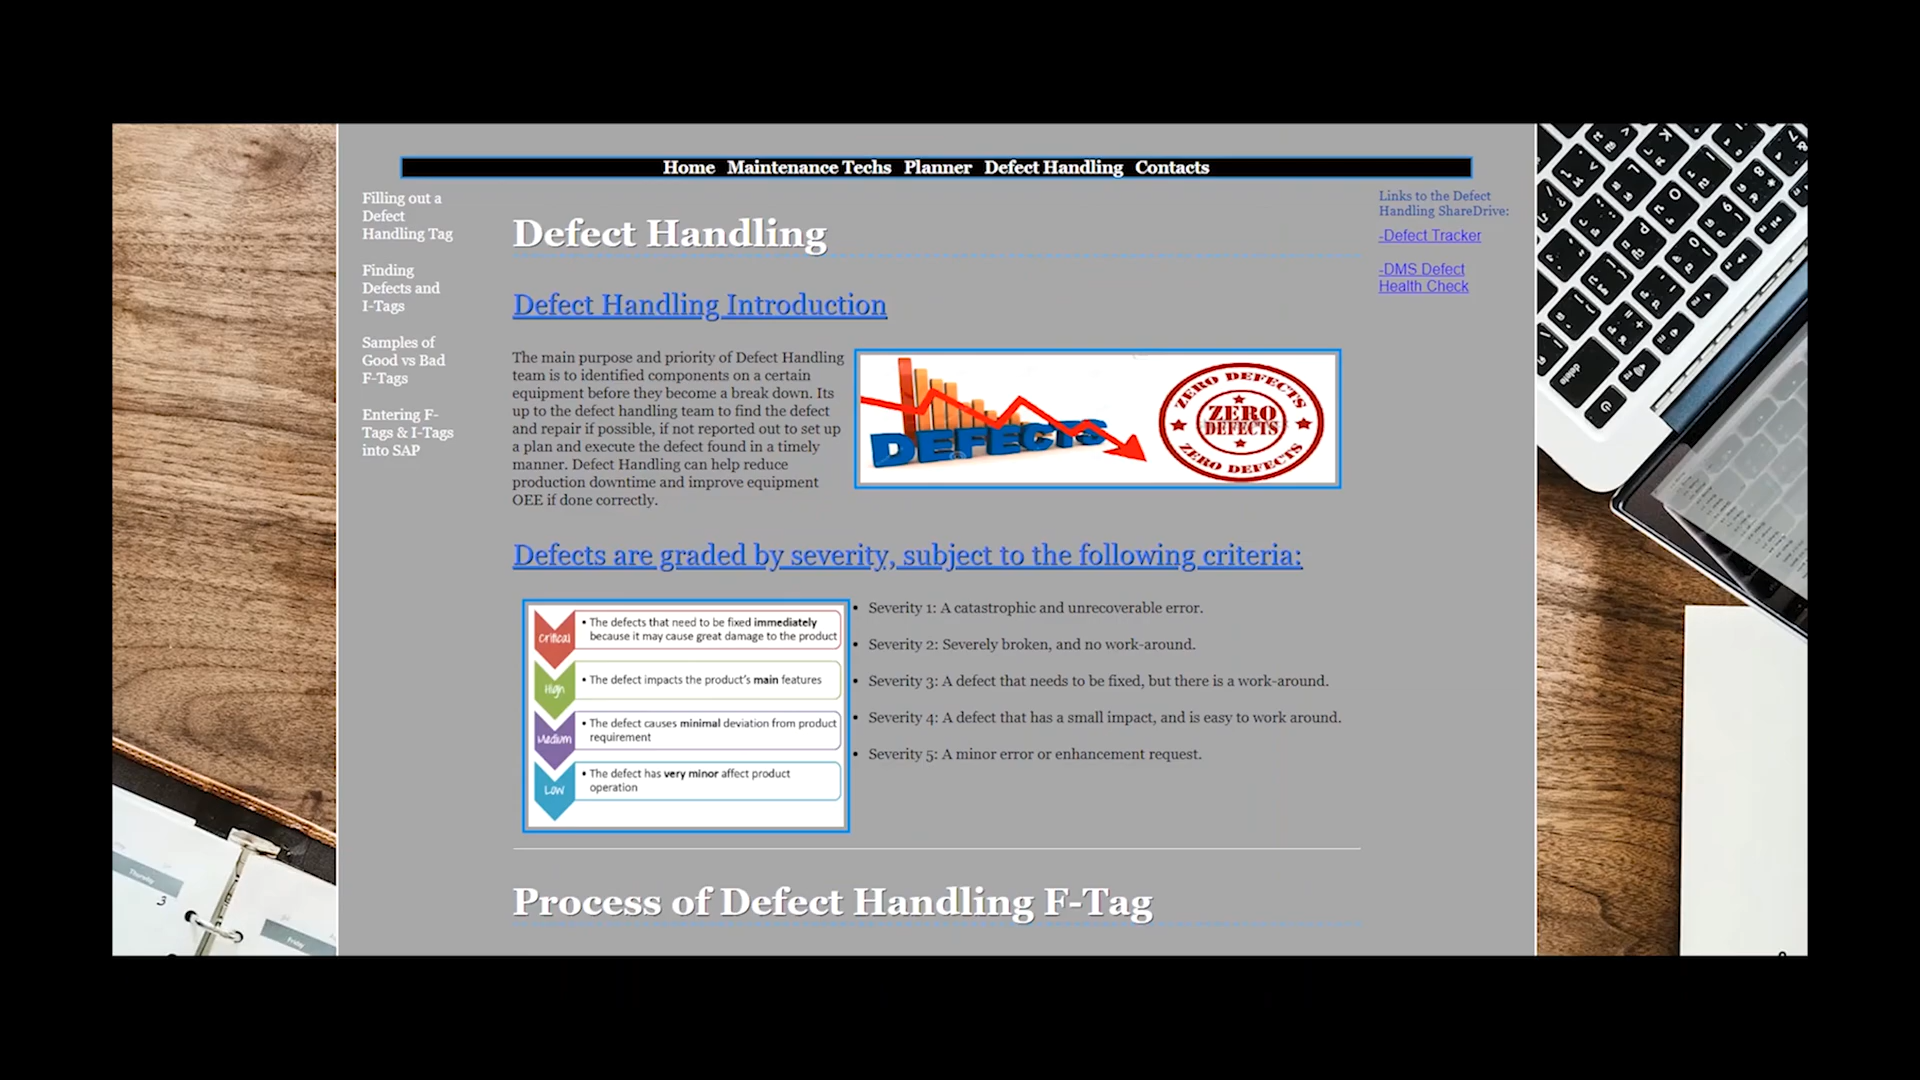 Home Maintenance Techs Planner Defect Handling Contacts
Filling out a
Defect
Handling Tag
Finding
Defects and
I-Tags
Samples of
Good vs Bad
F-Tags
Entering F-
Tags & I-Tags
into SAP
Defect Handling
Defect Handling Introduction
The main purpose and priority of Defect Handling
team is to identified components on a certain
equipment before they become a break down. Its
up to the defect handling team to find the defect
and repair if possible, if not reported out to set up
a plan and execute the defect found in a timely
manner. Defect Handling can help reduce
production downtime and improve equipment
OEE if done correctly.
DEFECTS
ZERO DEFECTS
ZERO
DEFECTS
ZERO DEFECTS
Defects are graded by severity, subject to the following criteria:
Critical
• The defects that need to be fixed immediately
because it may cause great damage to the product
High
• The defect impacts the product's main features
Medium
• The defect causes minimal deviation from product
requirement
Low
• The defect has very minor affect product
operation
• Severity 1: A catastrophic and unrecoverable error.
• Severity 2: Severely broken, and no work-around.
• Severity 3: A defect that needs to be fixed, but there is a work-around.
• Severity 4: A defect that has a small impact, and is easy to work around.
• Severity 5: A minor error or enhancement request.
Process of Defect Handling F-Tag
Links to the Defect
Handling ShareDrive:
-Defect Tracker
-DMS Defect
Health Check
Thursday
3
Friday
delete